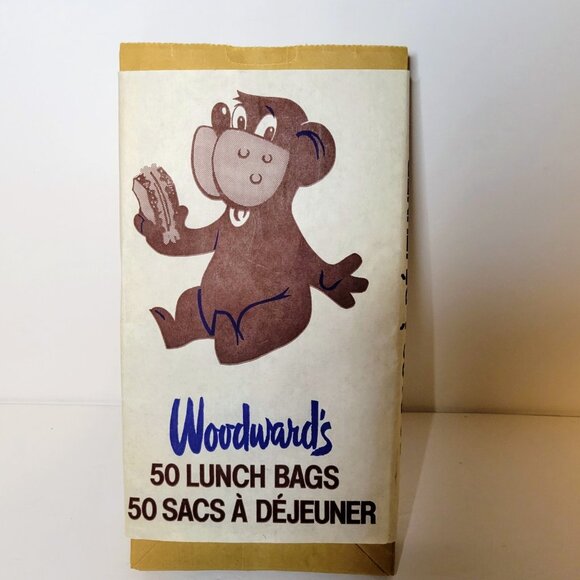 Woodward's
50 LUNCH BAGS
50 SACS À DÉJEUNER